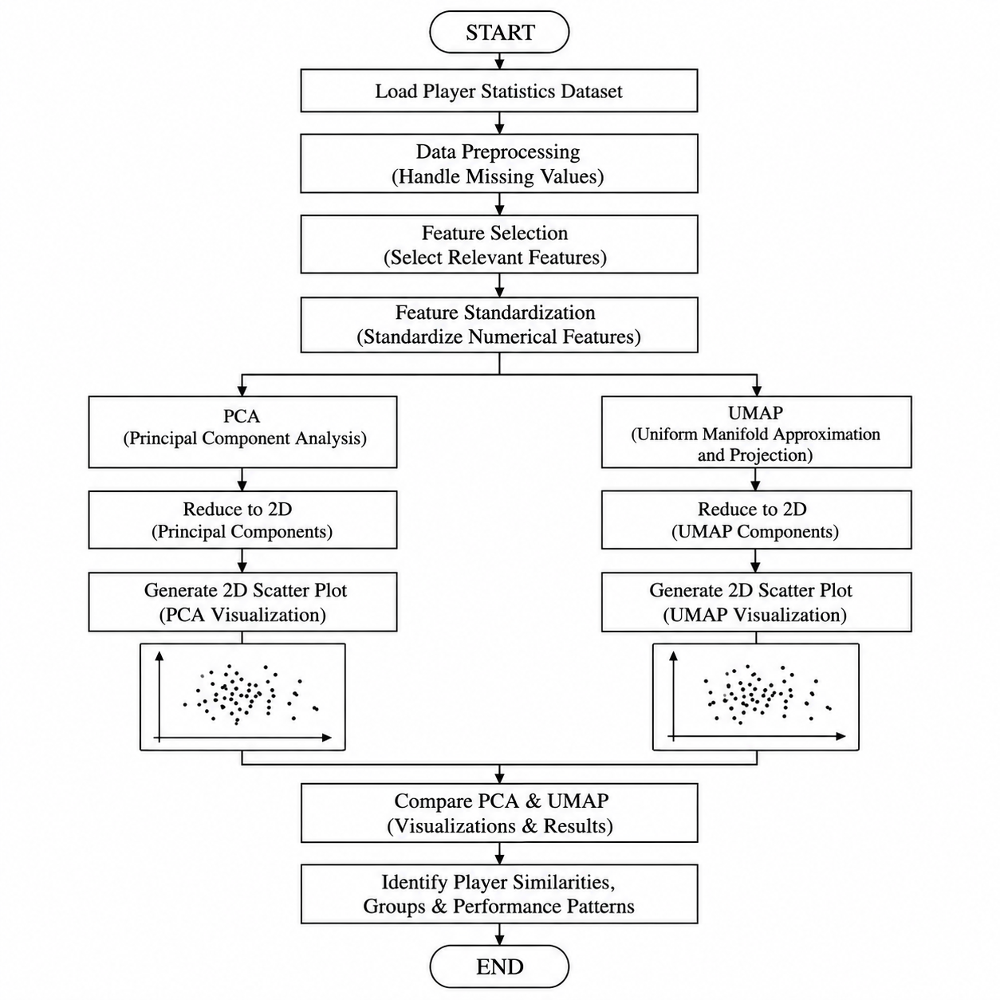 START
Load Player Statistics Dataset
Data Preprocessing
(Handle Missing Values)
Feature Selection
(Select Relevant Features)
Feature Standardization
(Standardize Numerical Features)
PCA
(Principal Component Analysis)
Reduce to 2D
(Principal Components)
Generate 2D Scatter Plot
(PCA Visualization)
UMAP
(Uniform Manifold Approximation
and Projection)
Reduce to 2D
(UMAP Components)
Generate 2D Scatter Plot
(UMAP Visualization)
Compare PCA & UMAP
(Visualizations & Results)
Identify Player Similarities,
Groups & Performance Patterns
END